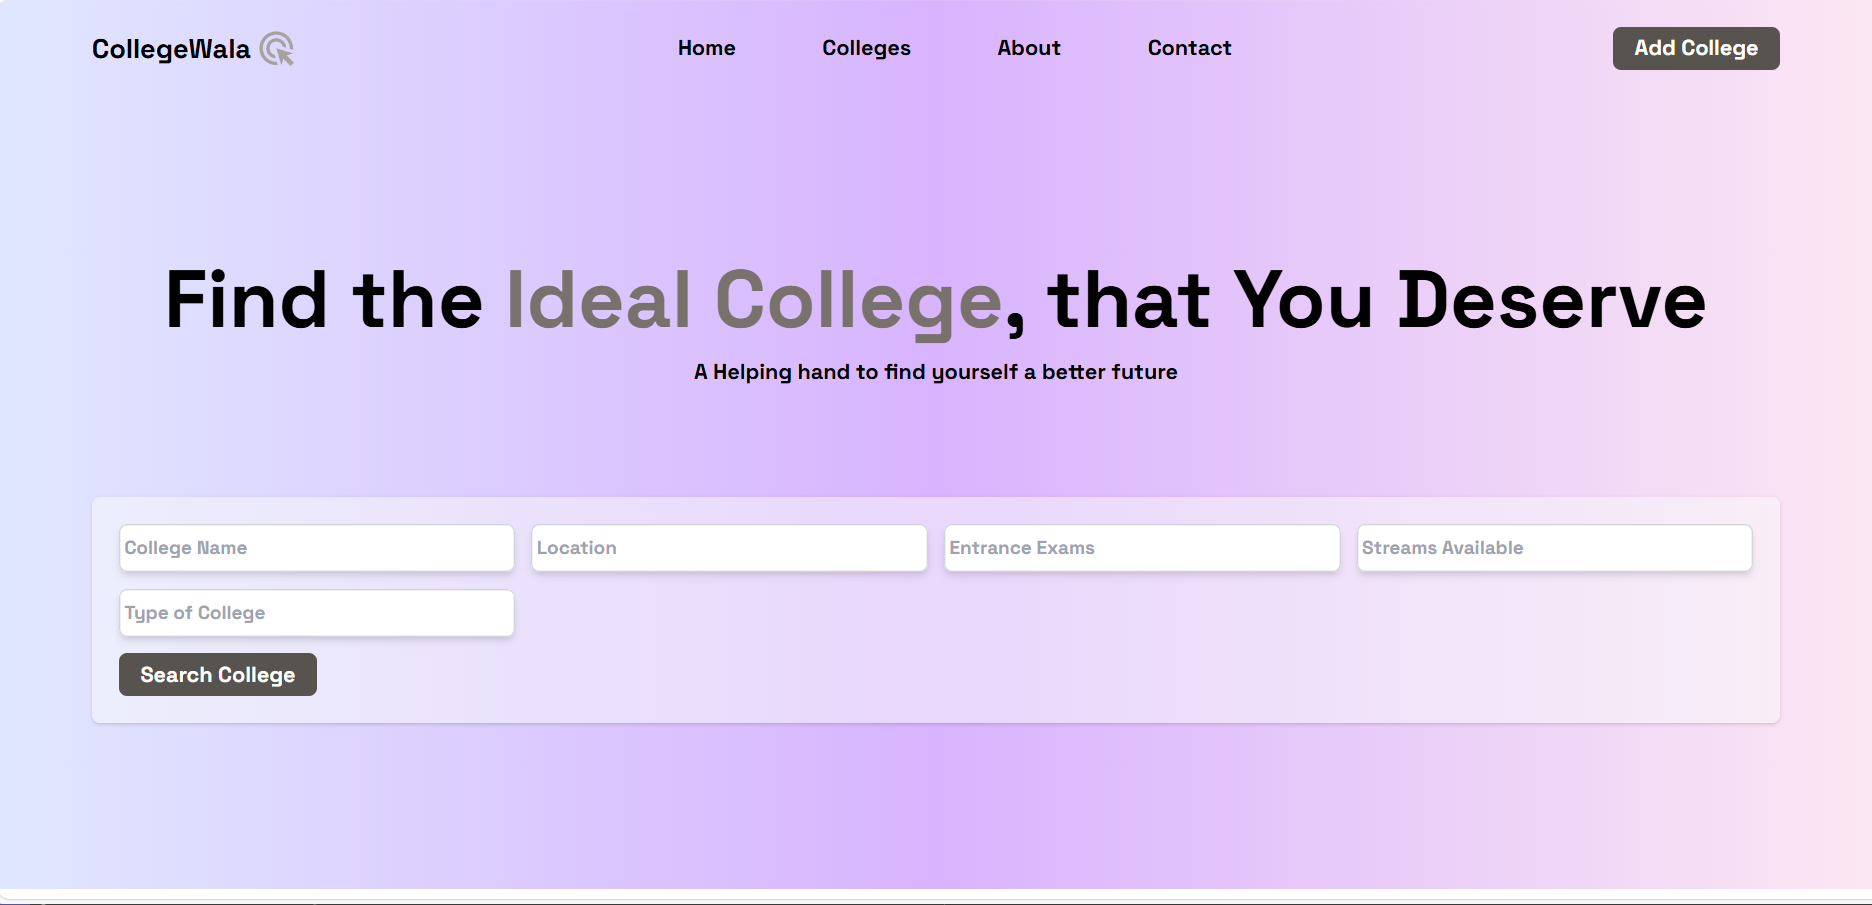 CollegeWala
Home Colleges About Contact
Add College
Find the Ideal College, that You Deserve
A Helping hand to find yourself a better future
College Name Location Entrance Exams Streams Available
Type of College
Search College